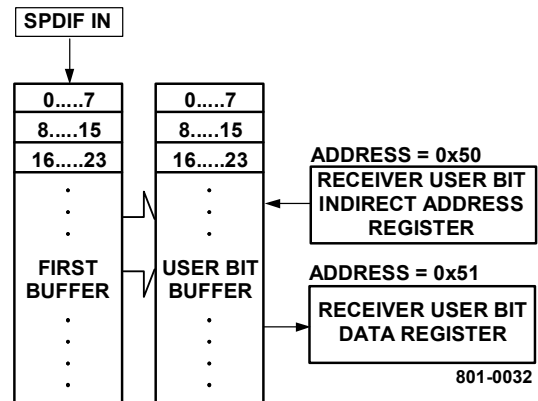 SPDIF IN
0.....7
8.....15
16.....23
FIRST
BUFFER
0.....7
8.....15
16.....23
USER BIT
BUFFER
ADDRESS = 0x50
RECEIVER USER BIT
INDIRECT ADDRESS
REGISTER
ADDRESS = 0x51
RECEIVER USER BIT
DATA REGISTER
801-0032